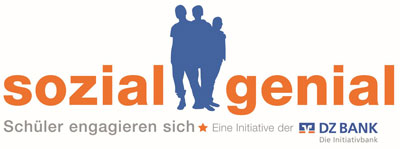 sozial genial
Schüler engagieren sich ★ Eine Initiative der DZ BANK
Die Initiativbank